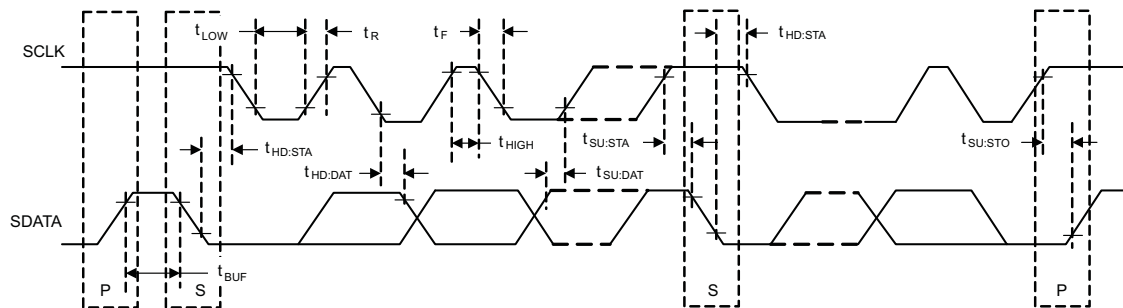 SCLK
tLOW
tR
tF
tHD:STA
tHD:STA
tHD:DAT
tHIGH
tSU:STA
tSU:DAT
tSU:STO
SDATA
tBUF
P
S
S
P